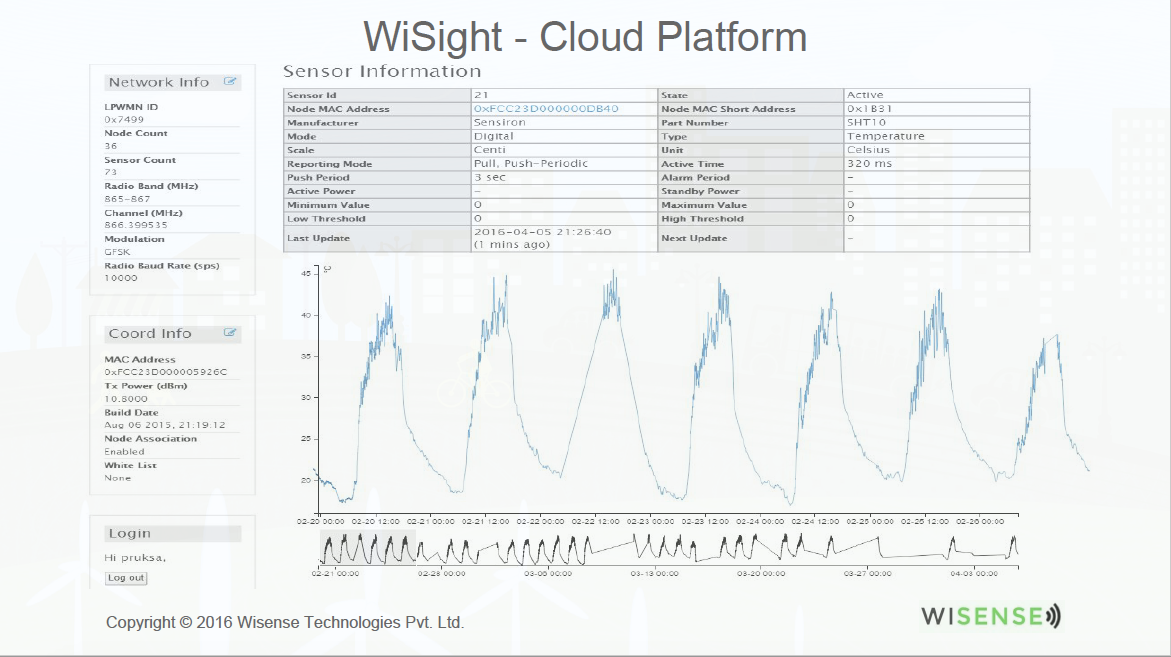 WiSight - Cloud Platform
Network Info
LPWMN ID
0x7499
Node Count
36
Sensor Count
73
Radio Band (MHz)
865-867
Channel (MHz)
866.399535
Modulation
GFSK
Radio Baud Rate (sps)
10000
Coord Info
MAC Address
0xFCC23D000005926C
Tx Power (dBm)
10.8000
Build Date
Aug 06 2015, 21:19:12
Node Association
Enabled
White List
None
Login
Hi pruksa,
Log out
Sensor Information
Sensor Id 21 State Active
Node MAC Address 0xFCC23D000000DB40 Node MAC Short Address 0x1B31
Manufacturer Sensiron Part Number SHT10
Mode Digital Type Temperature
Scale Centi Unit Celsius
Reporting Mode Pull, Push-Periodic Active Time 320 ms
Push Period 3 sec Alarm Period -
Active Power - Standby Power -
Minimum Value 0 Maximum Value 0
Low Threshold 0 High Threshold 0
Last Update 2016-04-05 21:26:40 (1 mins ago) Next Update -
45
40
35
30
25
20
02-20 00:00 02-20 12:00 02-21 00:00 02-21 12:00 02-22 00:00 02-22 12:00 02-23 00:00 02-23 12:00 02-24 00:00 02-24 12:00 02-25 00:00 02-25 12:00 02-26 00:00
02-21 00:00 02-28 00:00 03-06 00:00 03-13 00:00 03-20 00:00 03-27 00:00 04-03 00:00
Copyright © 2016 Wisense Technologies Pvt. Ltd.
WISENSE